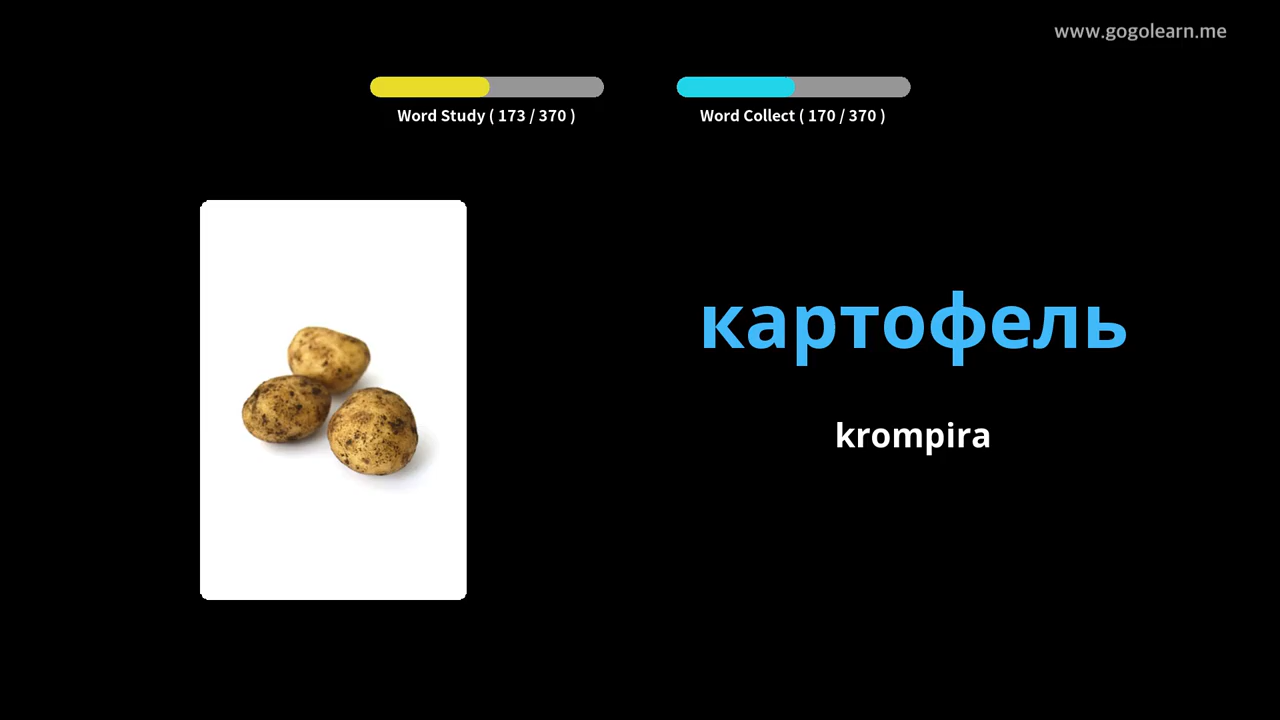 www.gogolearn.me
Word Study ( 173 / 370 )
Word Collect ( 170 / 370 )
картофель
krompira